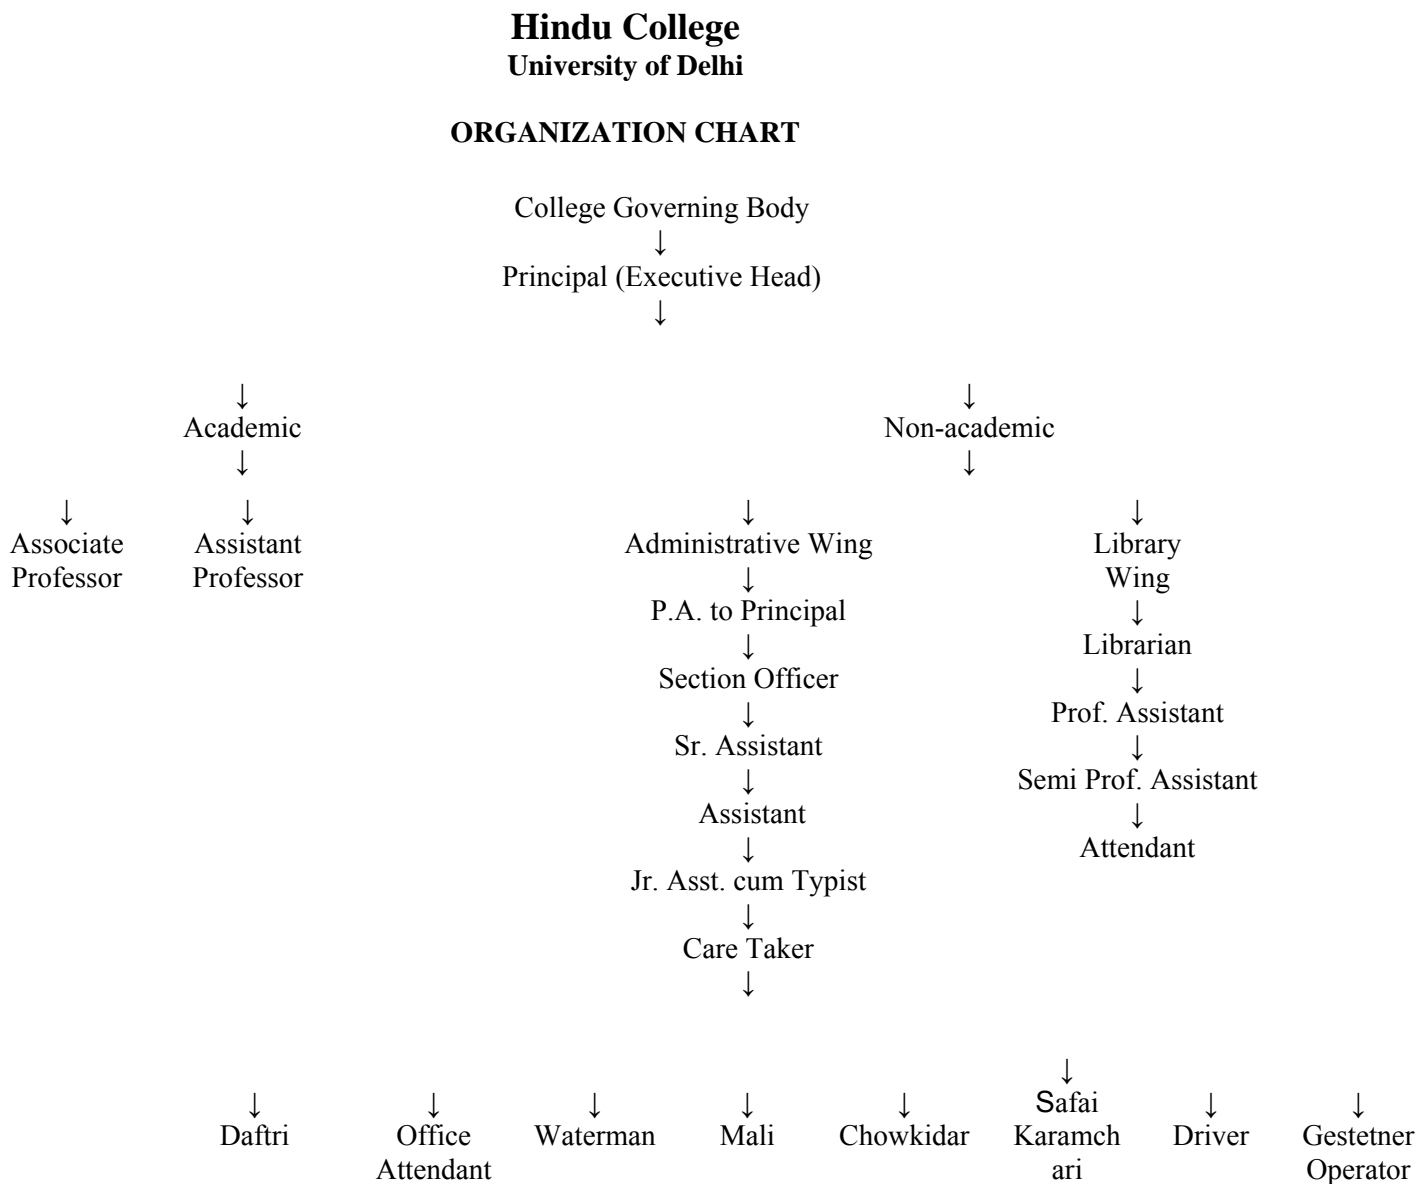 Hindu College
University of Delhi
ORGANIZATION CHART
College Governing Body
↓
Principal (Executive Head)
↓
↓ ↓
Academic Non-academic
↓ ↓
↓ ↓ ↓ ↓
Associate Assistant Administrative Wing Library
Professor Professor ↓ Wing
P.A. to Principal ↓
↓ Librarian
Section Officer ↓
↓ Prof. Assistant
Sr. Assistant ↓
↓ Semi Prof. Assistant
Assistant ↓
↓ Attendant
Jr. Asst. cum Typist
↓
Care Taker
↓
↓
↓ ↓ ↓ ↓ ↓ Safai ↓ ↓
Daftri Office Waterman Mali Chowkidar Karamch Driver Gestetner
Attendant ari Operator